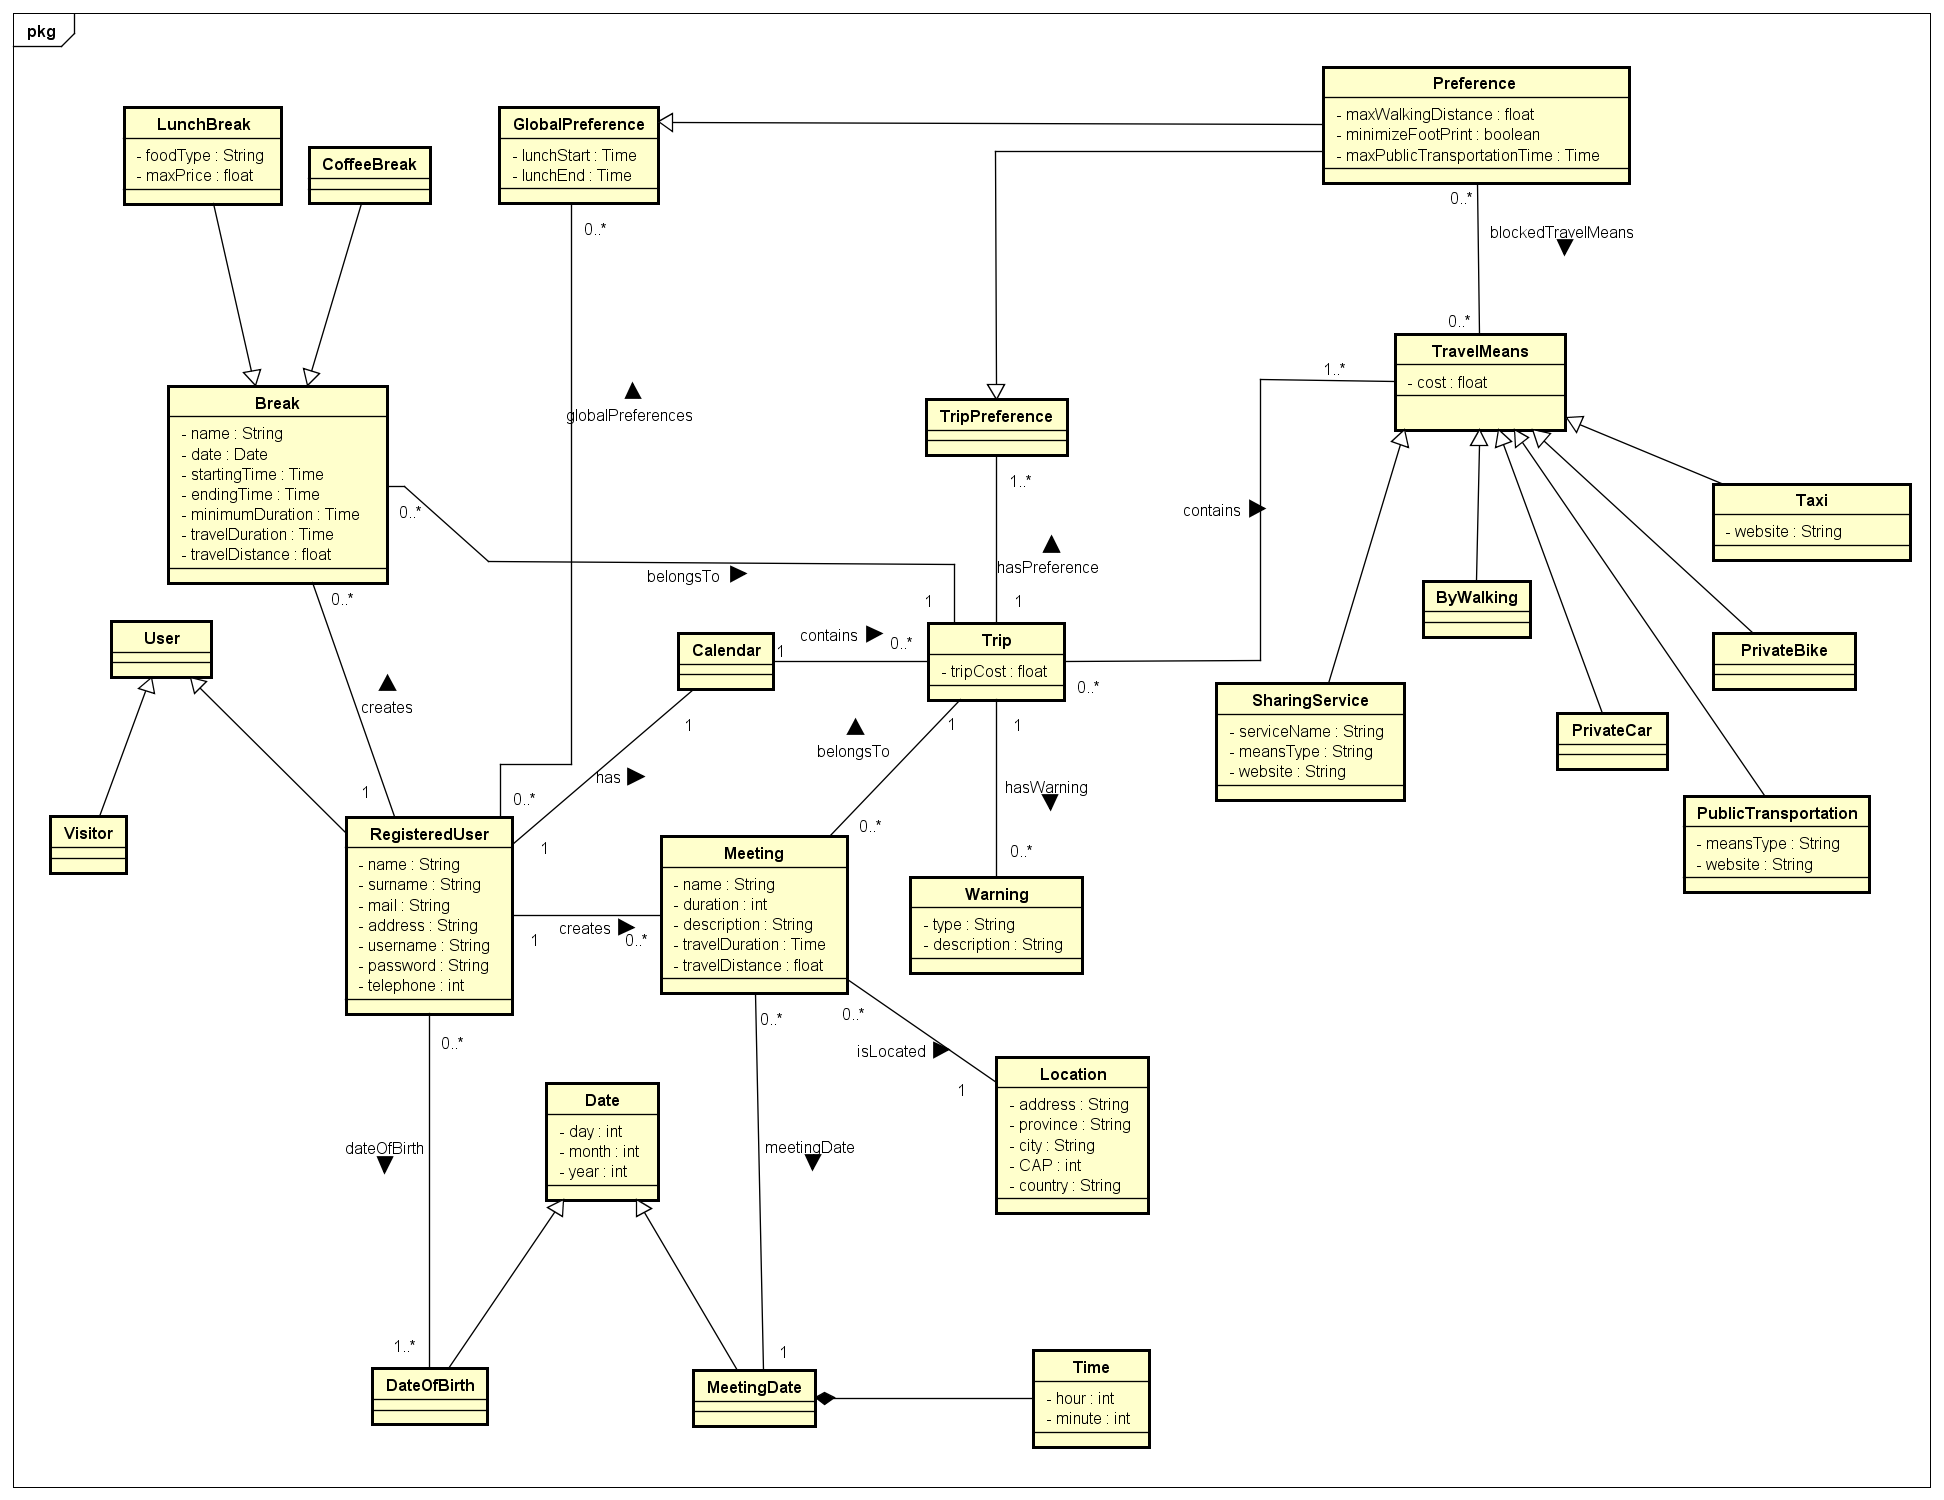 pkg
Preference
- maxWalkingDistance : float
- minimizeFootPrint : boolean
- maxPublicTransportationTime : Time
LunchBreak
- foodType : String
- maxPrice : float
CoffeeBreak
GlobalPreference
- lunchStart : Time
- lunchEnd : Time
0..*
0..*
blockedTravelMeans
0..*
TravelMeans
- cost : float
1..*
globalPreferences
Break
- name : String
- date : Date
- startingTime : Time
- endingTime : Time
- minimumDuration : Time
- travelDuration : Time
- travelDistance : float
0..*
TripPreference
1..*
contains
Taxi
- website : String
hasPreference
belongsTo
0..*
1
1
ByWalking
User
Calendar
contains
1
0..*
Trip
- tripCost : float
PrivateBike
0..*
SharingService
- serviceName : String
- meansType : String
- website : String
PrivateCar
creates
1
1
1
belongsTo
has
hasWarning
1
0..*
PublicTransportation
- meansType : String
- website : String
Visitor
RegisteredUser
- name : String
- surname : String
- mail : String
- address : String
- username : String
- password : String
- telephone : int
1
0..*
0..*
Meeting
- name : String
- duration : int
- description : String
- travelDuration : Time
- travelDistance : float
Warning
- type : String
- description : String
creates
1
0..*
0..*
0..*
0..*
isLocated
1
Location
- address : String
- province : String
- city : String
- CAP : int
- country : String
Date
- day : int
- month : int
- year : int
dateOfBirth
meetingDate
1..*
1
DateOfBirth
MeetingDate
Time
- hour : int
- minute : int